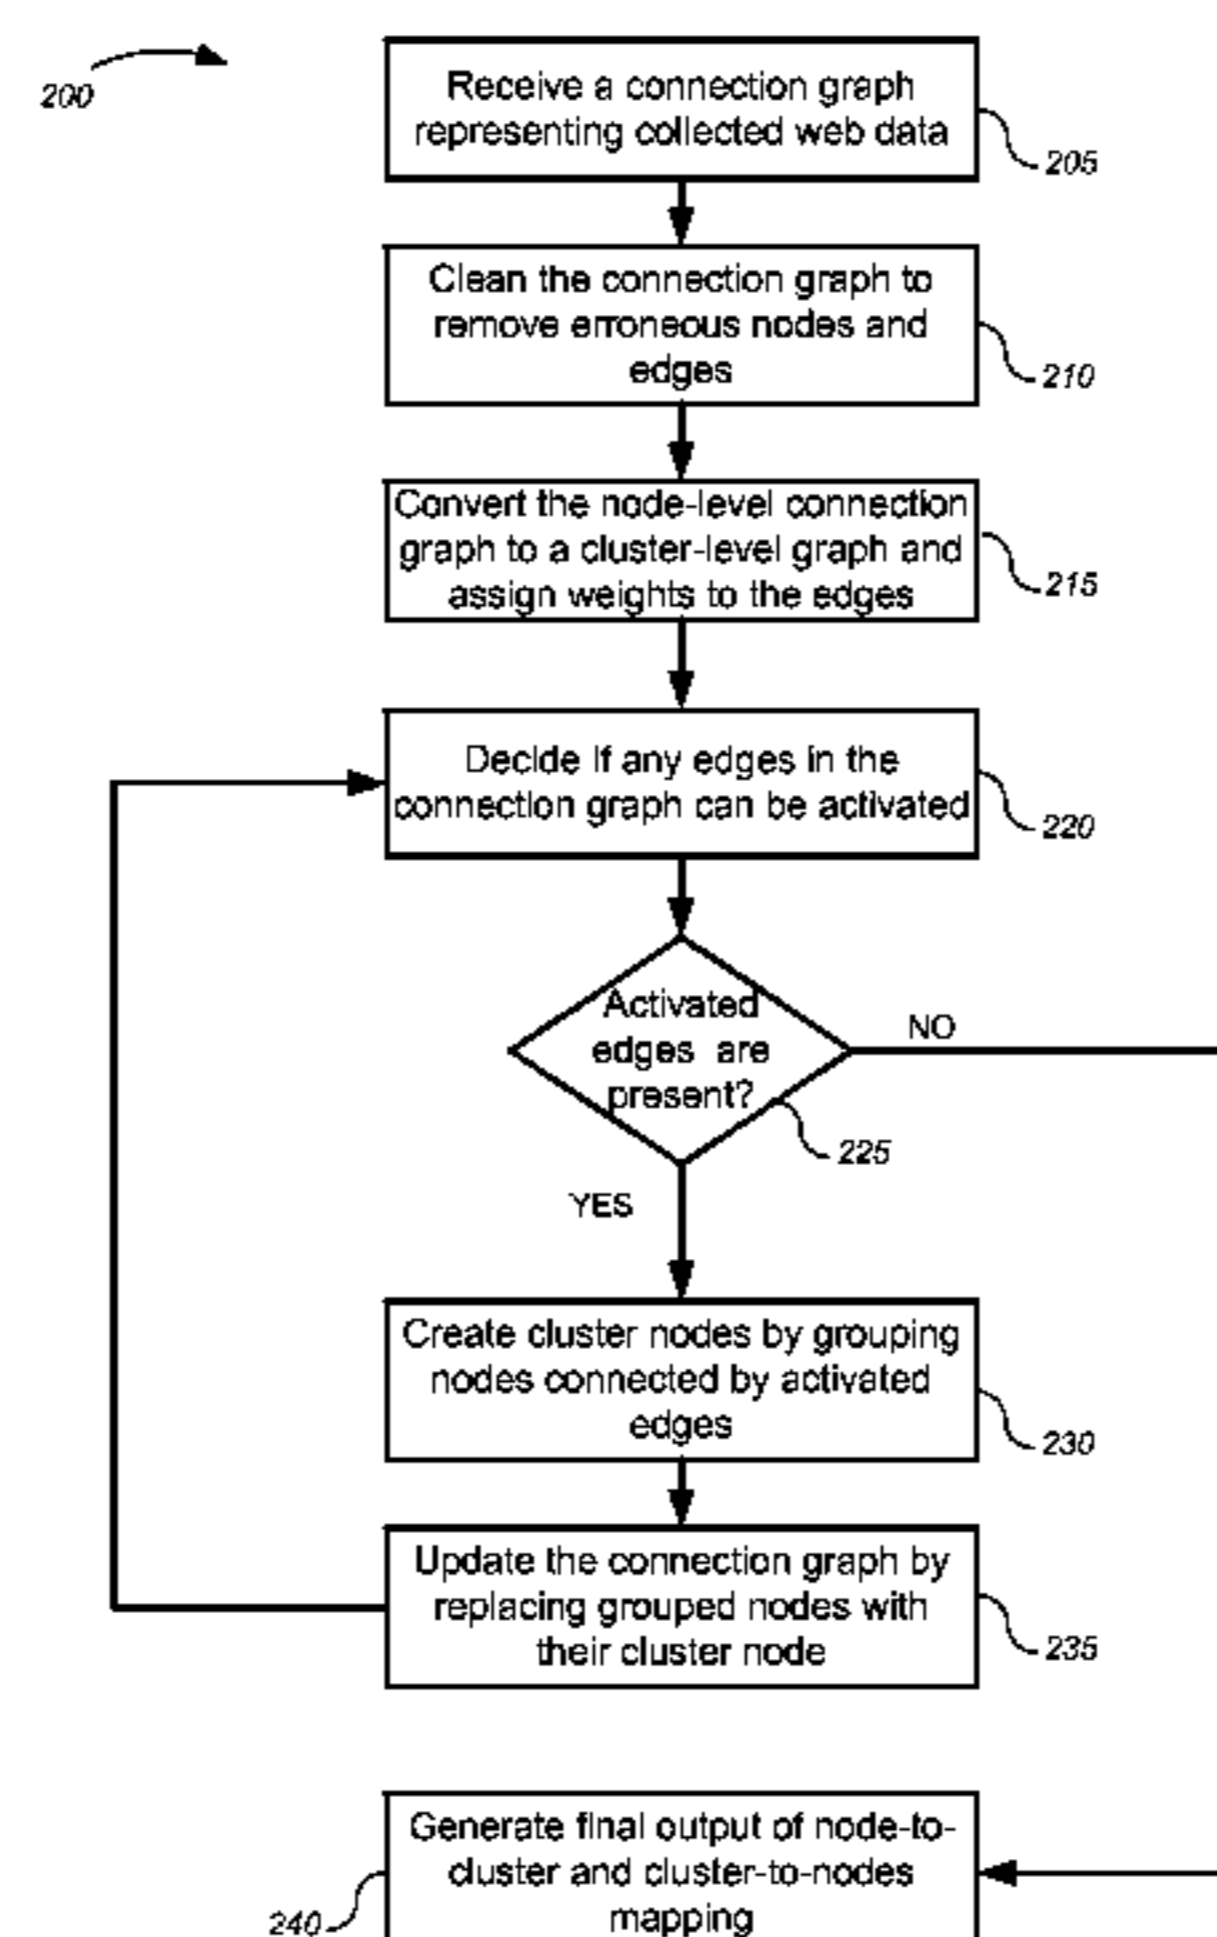 200
Receive a connection graph
representing collected web data
205
Clean the connection graph to
remove erroneous nodes and
edges
210
Convert the node-level connection
graph to a cluster-level graph and
assign weights to the edges
215
Decide if any edges in the
connection graph can be activated
220
Activated
edges are
present?
NO
225
YES
Create cluster nodes by grouping
nodes connected by activated
edges
230
Update the connection graph by
replacing grouped nodes with
their cluster node
235
Generate final output of node-to-
cluster and cluster-to-nodes
mapping
240